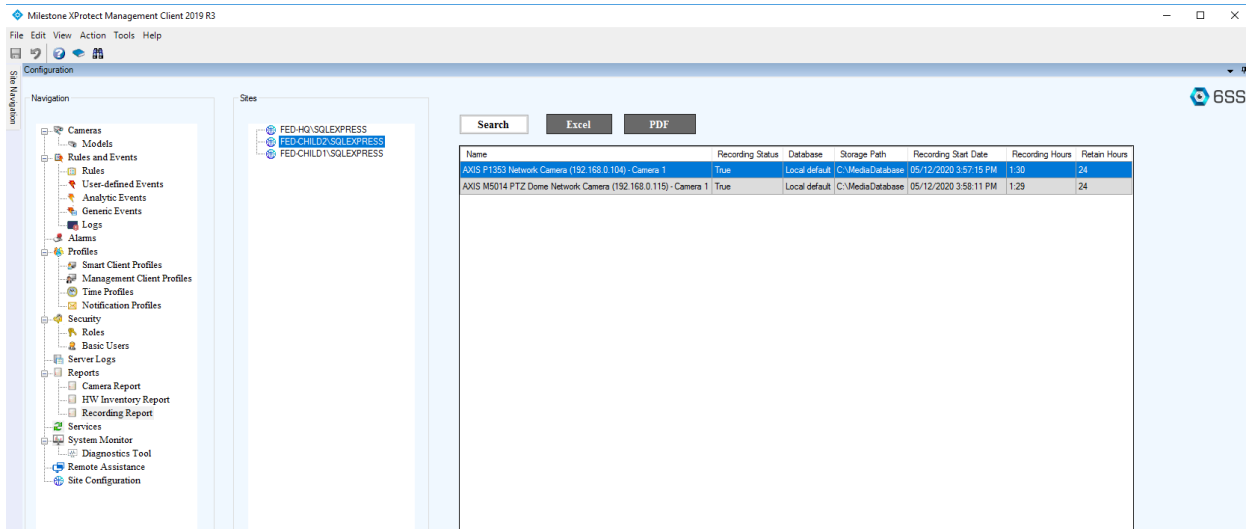 Milestone XProtect Management Client 2019 R3
File Edit View Action Tools Help
Site Navigation
Configuration
6SS
Navigation
Cameras
Models
Rules and Events
Rules
User-defined Events
Analytic Events
Generic Events
Logs
Alarms
Profiles
Smart Client Profiles
Management Client Profiles
Time Profiles
Notification Profiles
Security
Roles
Basic Users
Server Logs
Reports
Camera Report
HW Inventory Report
Recording Report
Services
System Monitor
Diagnostics Tool
Remote Assistance
Site Configuration
Sites
FED-HQ\SQLEXPRESS
FED-CHILD2\SQLEXPRESS
FED-CHILD1\SQLEXPRESS
Search Excel PDF
Name Recording Status Database Storage Path Recording Start Date Recording Hours Retain Hours
AXIS P1353 Network Camera (192.168.0.104) - Camera 1 True Local default C:\MediaDatabase 05/12/2020 3:57:15 PM 1:30 24
AXIS M5014 PTZ Dome Network Camera (192.168.0.115) - Camera 1 True Local default C:\MediaDatabase 05/12/2020 3:58:11 PM 1:29 24